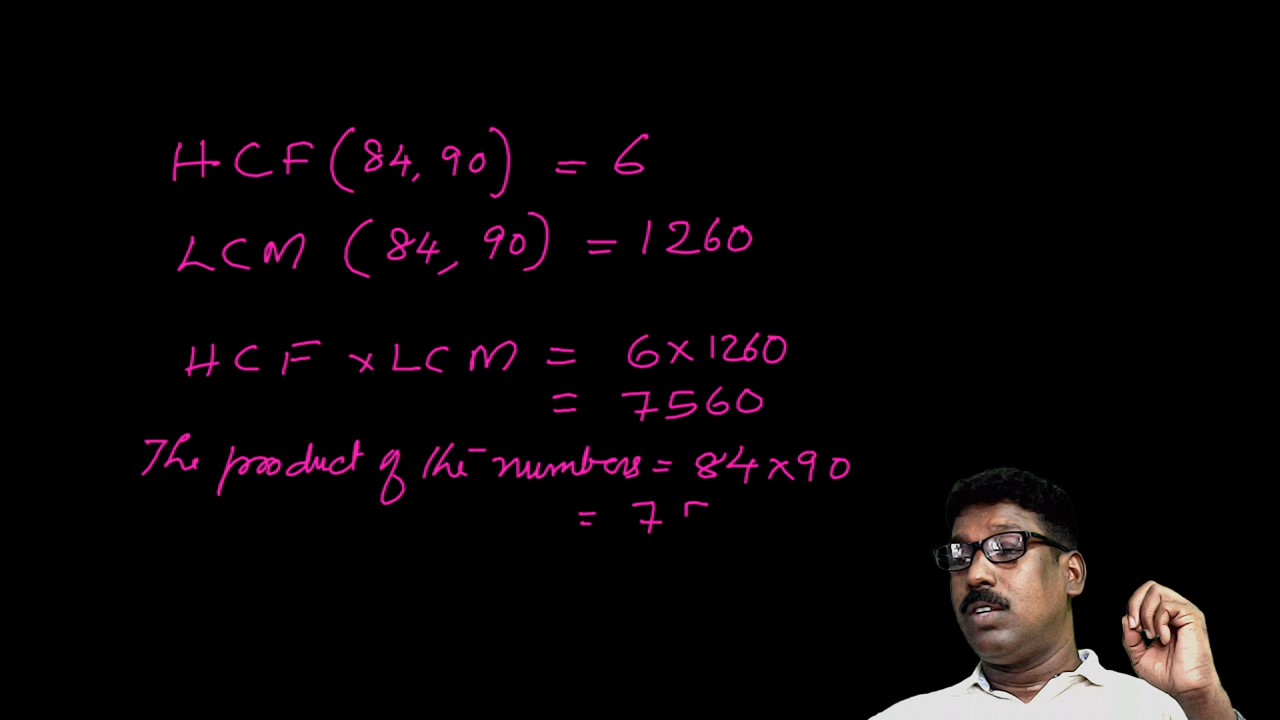 HCF (84, 90) = 6
LCM (84, 90) = 1260
HCF x LCM = 6 x 1260
= 7560
The product of the numbers = 84 x 90
= 7